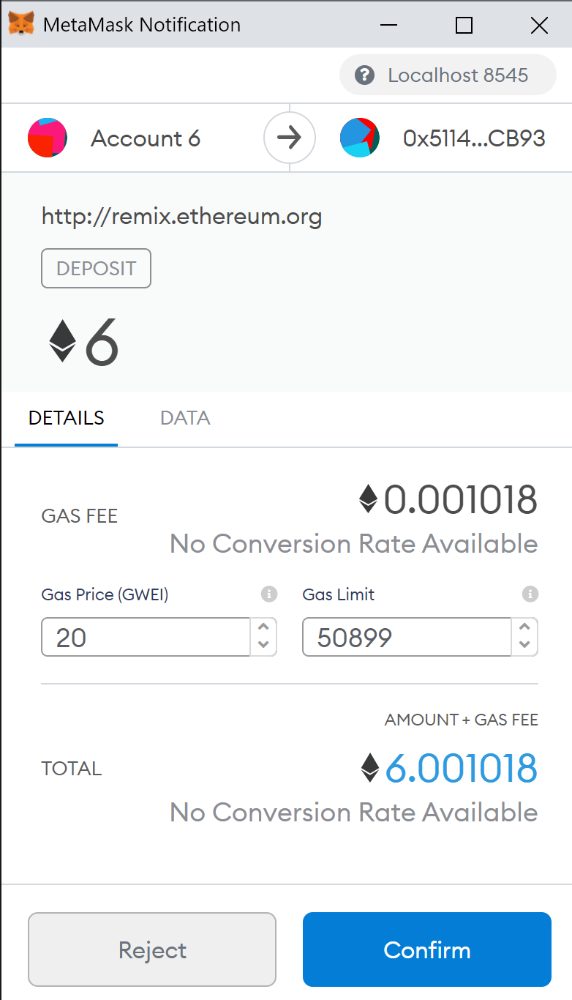 MetaMask Notification
Localhost 8545
Account 6 0x5114...CB93
http://remix.ethereum.org
DEPOSIT
6
DETAILS DATA
GAS FEE 0.001018
No Conversion Rate Available
Gas Price (GWEI) Gas Limit
20 50899
AMOUNT + GAS FEE
TOTAL 6.001018
No Conversion Rate Available
Reject Confirm